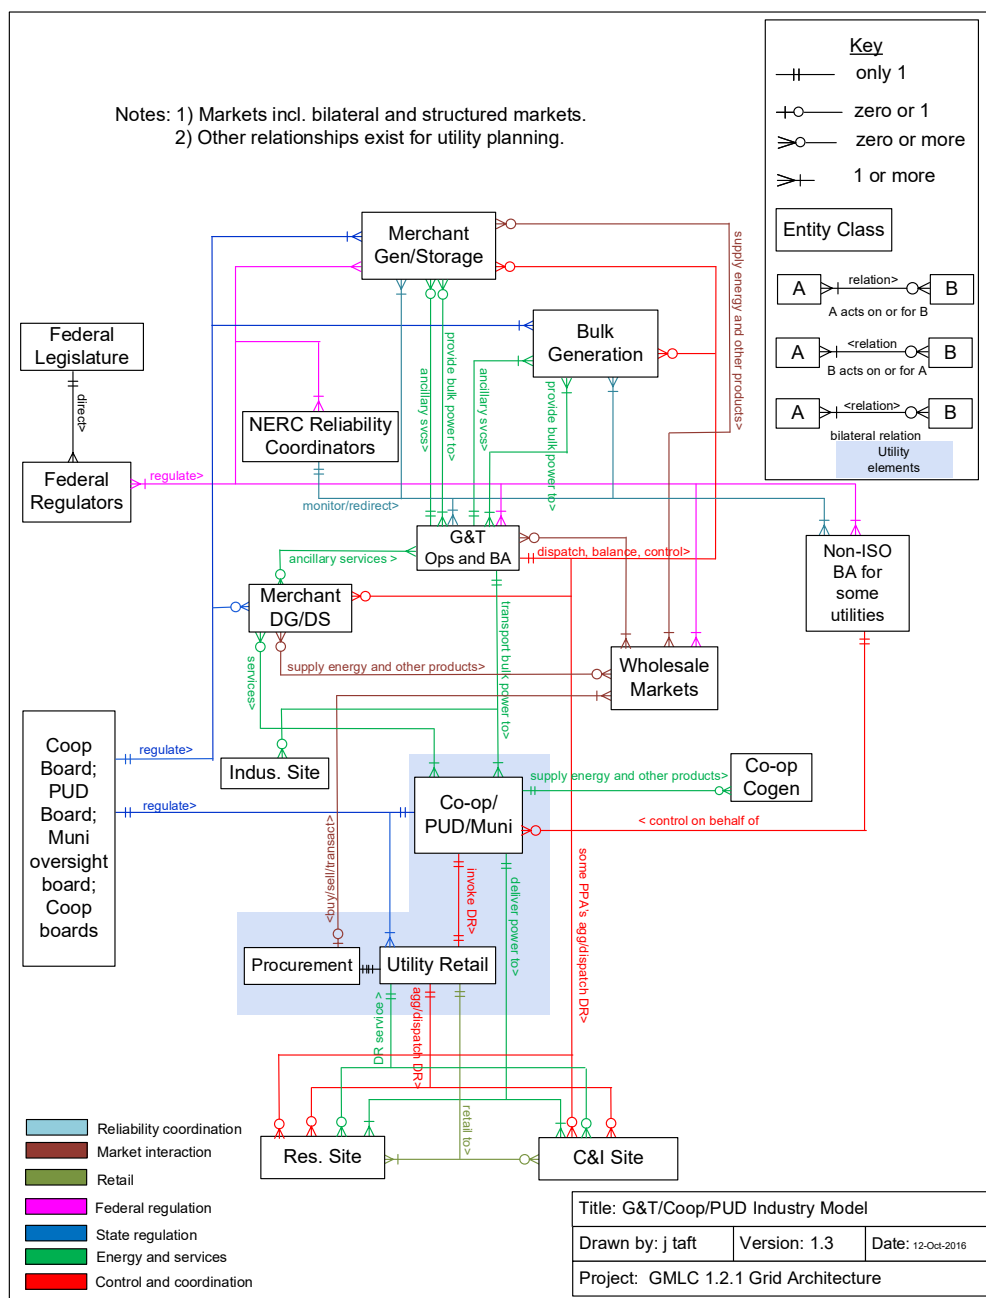 Key
only 1
zero or 1
zero or more
1 or more
Entity Class
A
relation>
B
A acts on or for B
A
<relation
B
B acts on or for A
A
<relation>
B
bilateral relation
Utility
elements
Notes: 1) Markets incl. bilateral and structured markets.
2) Other relationships exist for utility planning.
Merchant
Gen/Storage
supply energy and other products>
Federal
Legislature
direct>
Bulk
Generation
ancillary svcs>
provide bulk power to>
ancillary svcs>
provide bulk power to>
NERC Reliability
Coordinators
Federal
Regulators
regulate>
monitor/redirect>
G&T
Ops and BA
dispatch, balance, control>
Non-ISO
BA for
some
utilities
ancillary services >
Merchant
DG/DS
transport bulk power to>
services>
supply energy and other products>
Wholesale
Markets
Coop
Board;
PUD
Board;
Muni
oversight
board;
Coop
boards
regulate>
Indus. Site
supply energy and other products>
Co-op
Cogen
regulate>
Co-op/
PUD/Muni
< control on behalf of
<buy/sell/transact>
invoke DR>
deliver power to>
some PPA's agg/dispatch DR>
Procurement
Utility Retail
DR services>
agg/dispatch DR>
retail to>
Res. Site
C&I Site
Reliability coordination
Market interaction
Retail
Federal regulation
State regulation
Energy and services
Control and coordination
Title: G&T/Coop/PUD Industry Model
Drawn by: j taft
Version: 1.3
Date: 12-Oct-2016
Project: GMLC 1.2.1 Grid Architecture